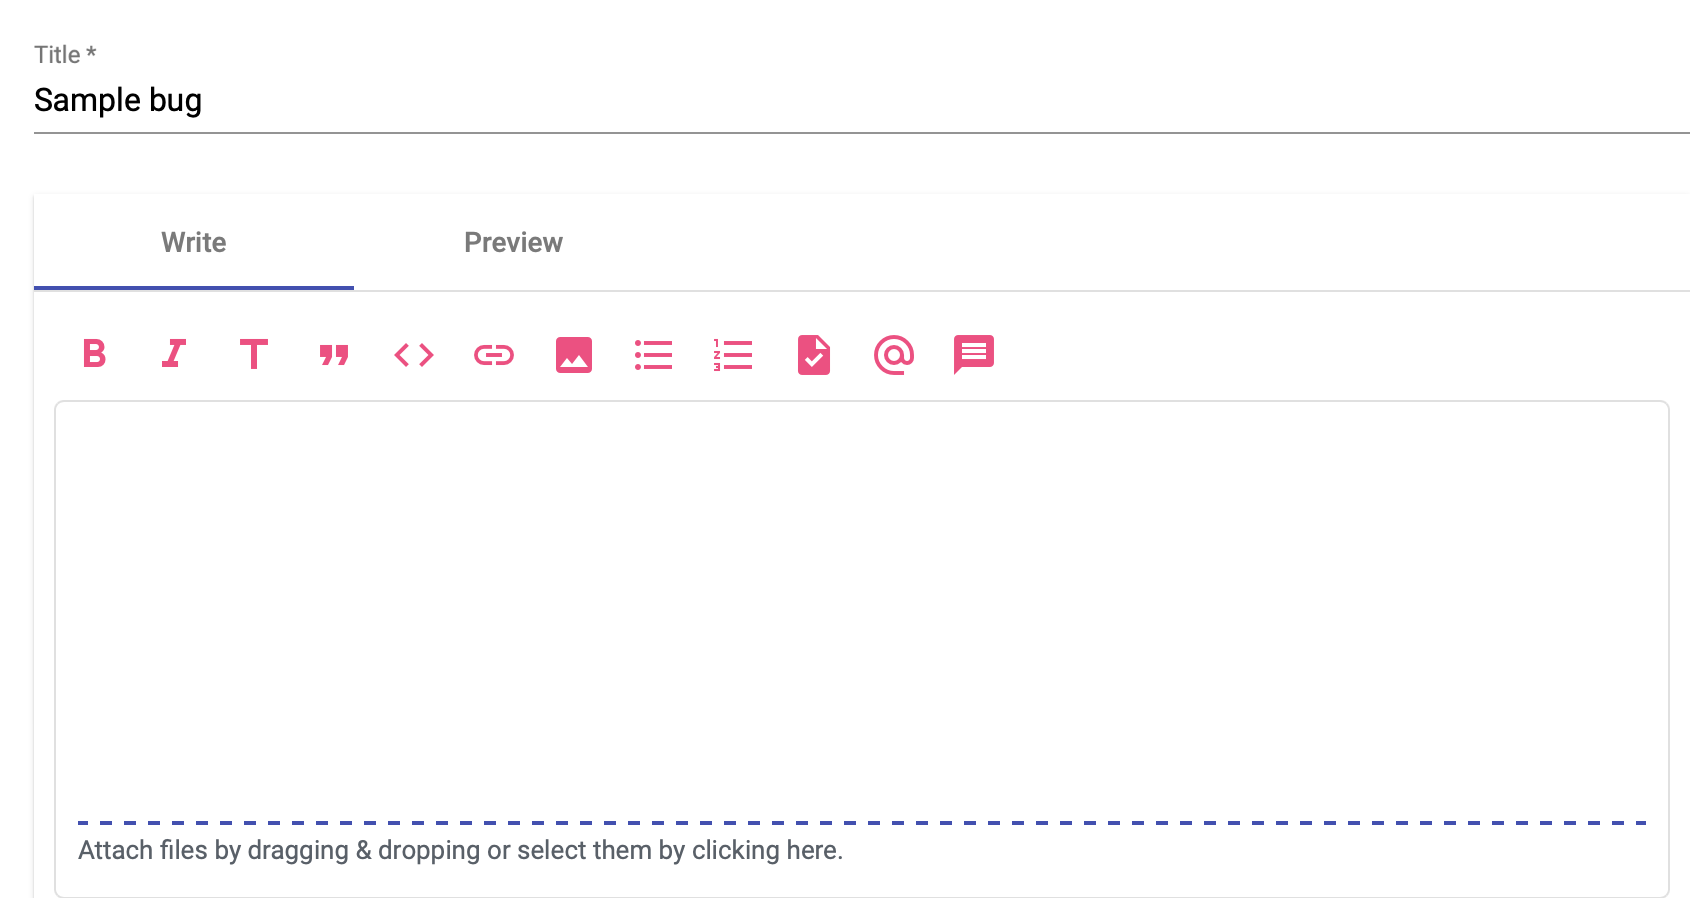 Title *
Sample bug
Write Preview
Attach files by dragging & dropping or select them by clicking here.